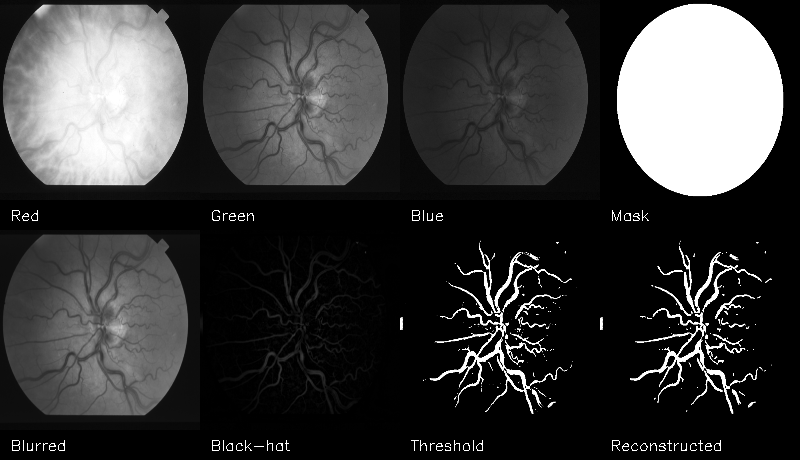 Red
Green
Blue
Mask
Blurred
Black-hat
Threshold
Reconstructed